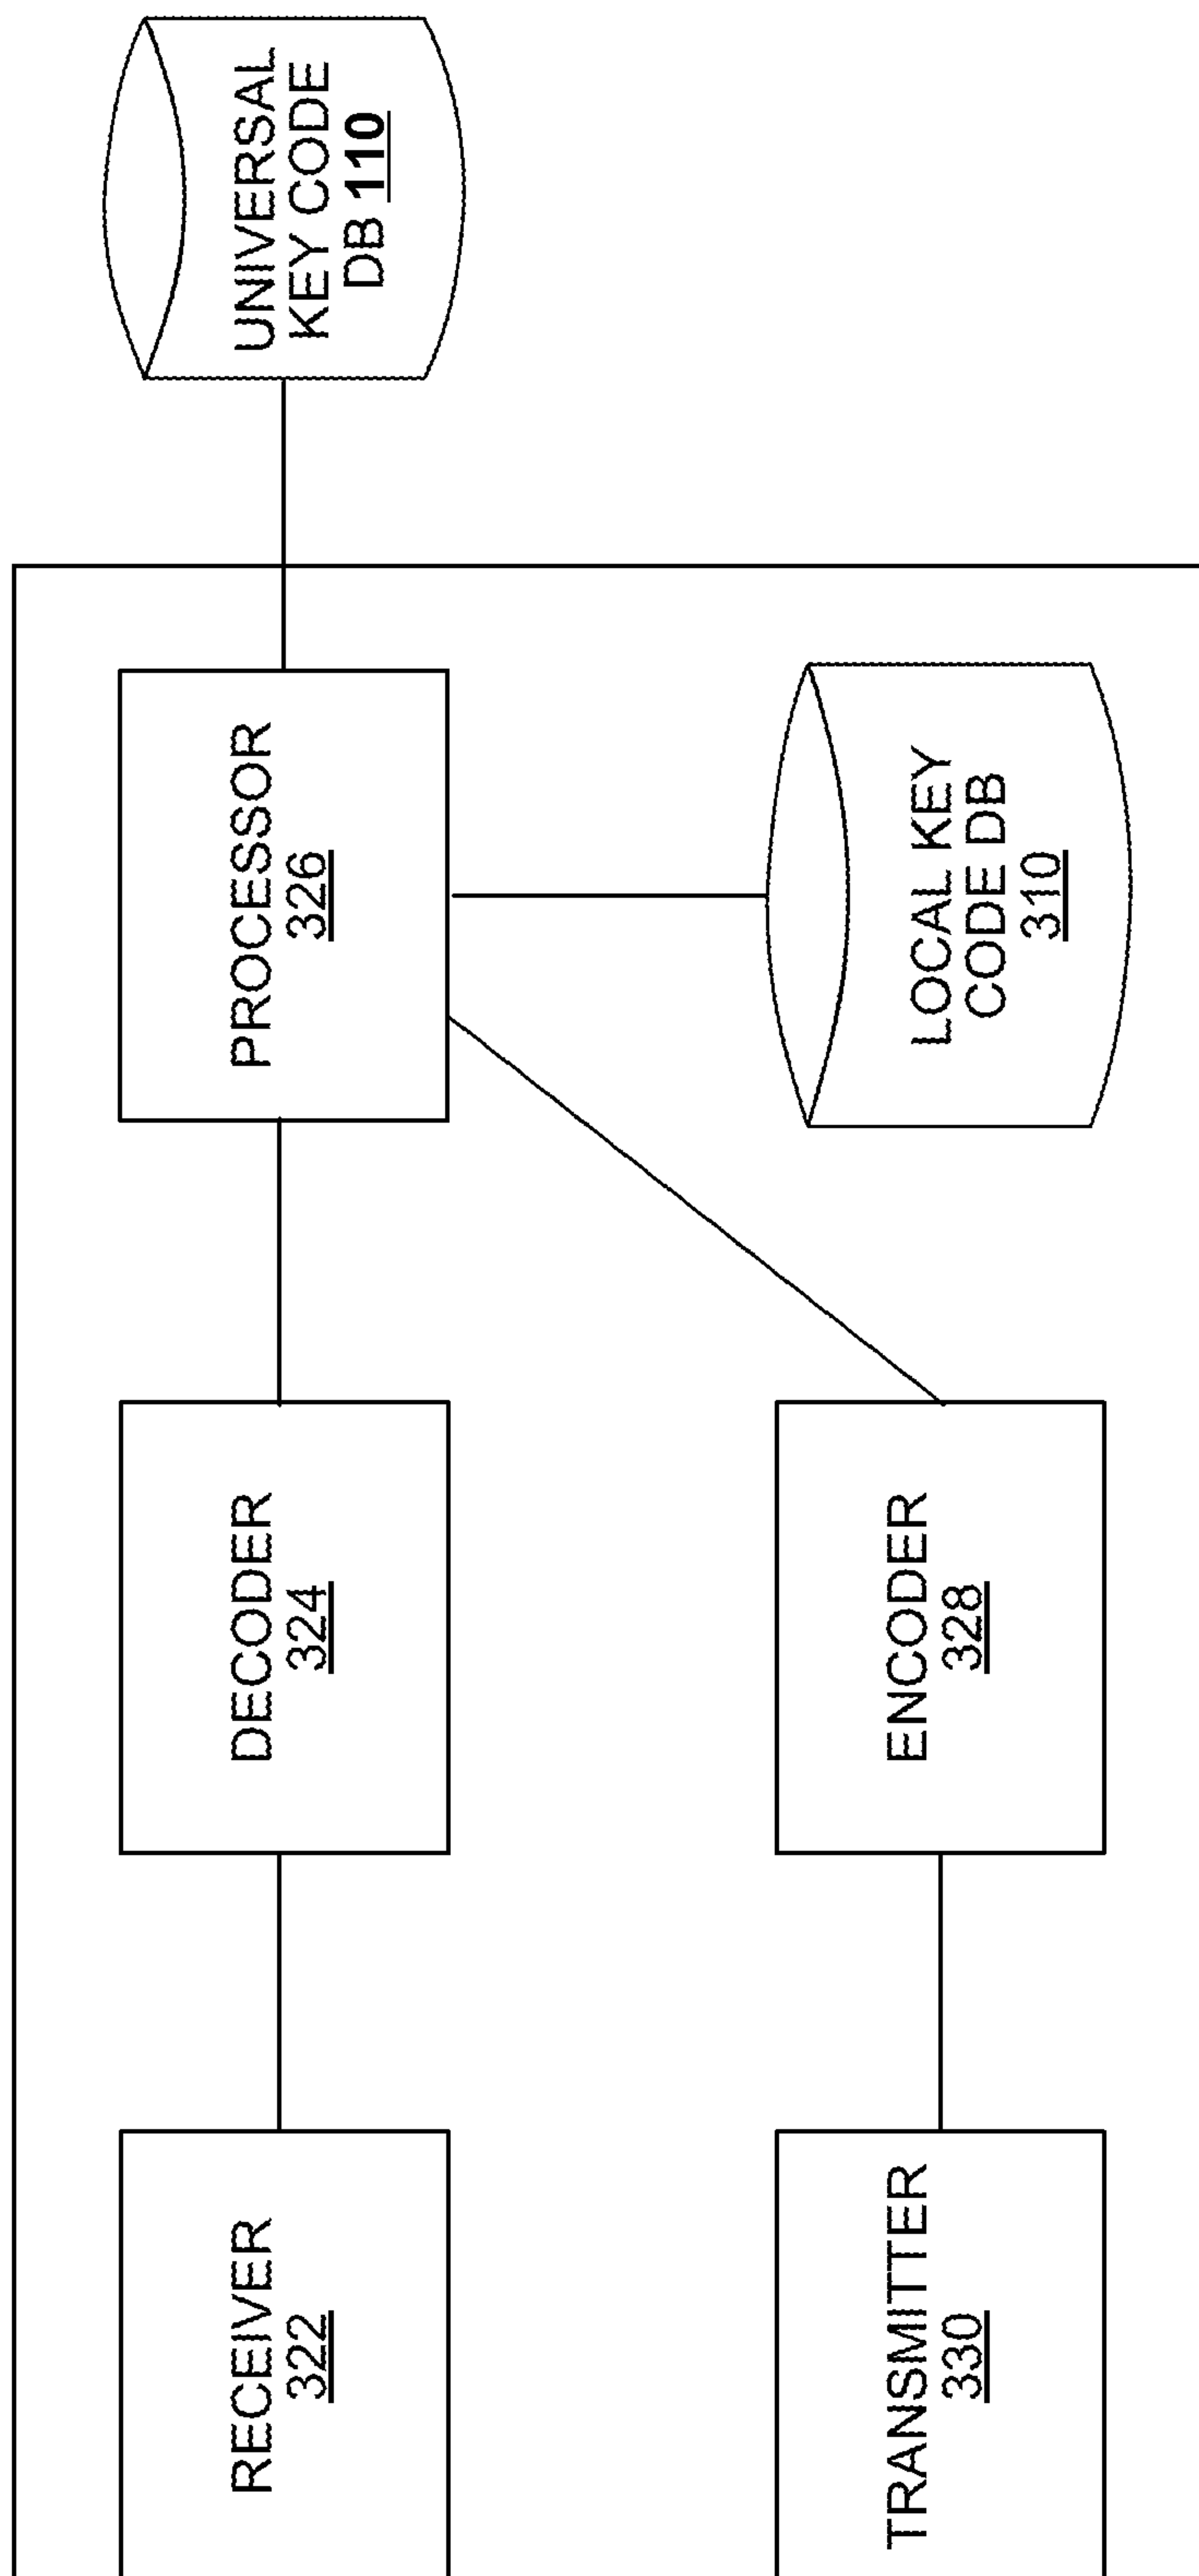 RECEIVER
322
DECODER
324
PROCESSOR
326
UNIVERSAL
KEY CODE
DB 110
TRANSMITTER
330
ENCODER
328
LOCAL KEY
CODE DB
310